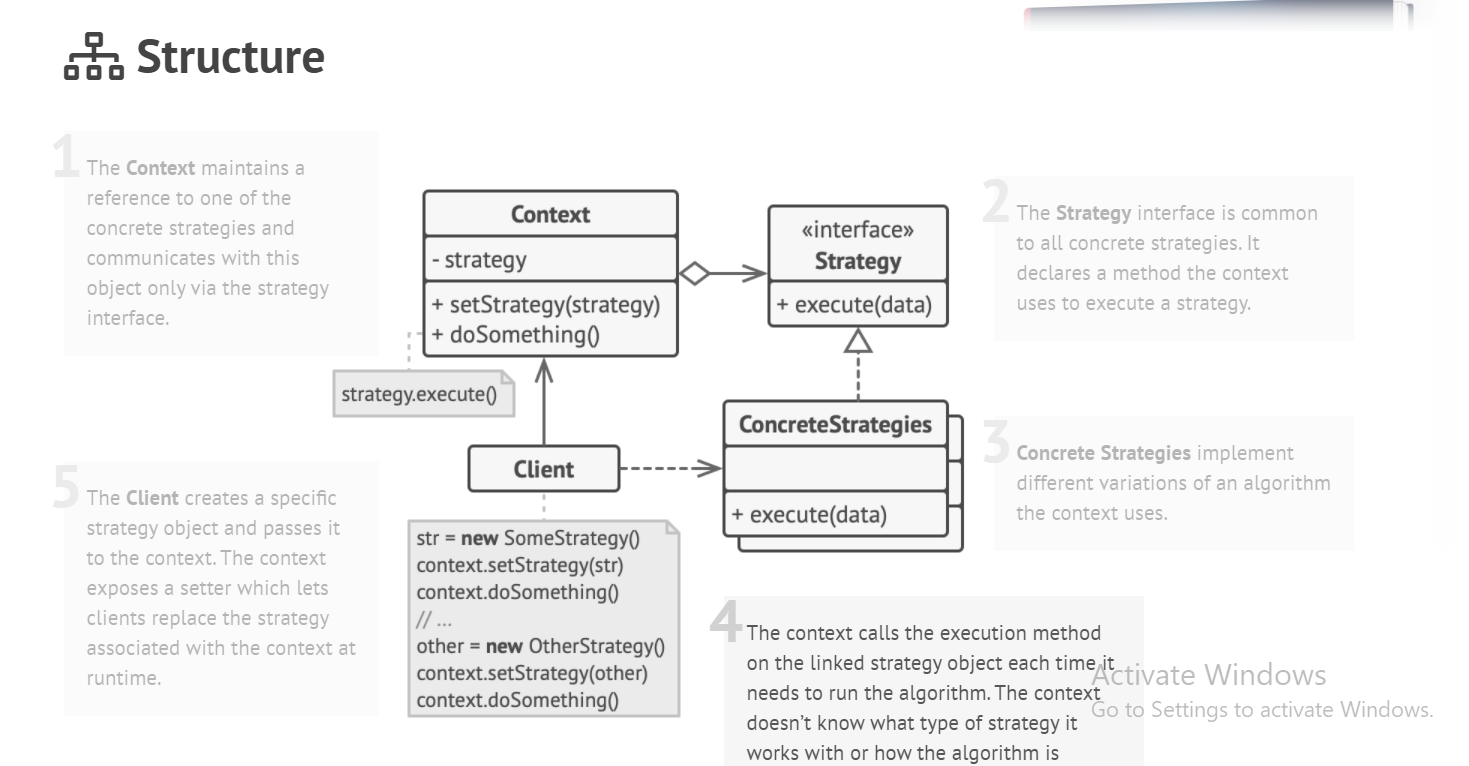 Structure
1
The Context maintains a
reference to one of the
concrete strategies and
communicates with this
object only via the strategy
interface.
Context
- strategy
+ setStrategy(strategy)
+ doSomething()
strategy.execute()
«interface»
Strategy
+ execute(data)
2
The Strategy interface is common
to all concrete strategies. It
declares a method the context
uses to execute a strategy.
ConcreteStrategies
+ execute(data)
3
Concrete Strategies implement
different variations of an algorithm
the context uses.
Client
str = new SomeStrategy()
context.setStrategy(str)
context.doSomething()
// ...
other = new OtherStrategy()
context.setStrategy(other)
context.doSomething()
5
The Client creates a specific
strategy object and passes it
to the context. The context
exposes a setter which lets
clients replace the strategy
associated with the context at
runtime.
4
The context calls the execution method
on the linked strategy object each time it
needs to run the algorithm. The context
doesn’t know what type of strategy it
works with or how the algorithm is
Activate Windows
Go to Settings to activate Windows.